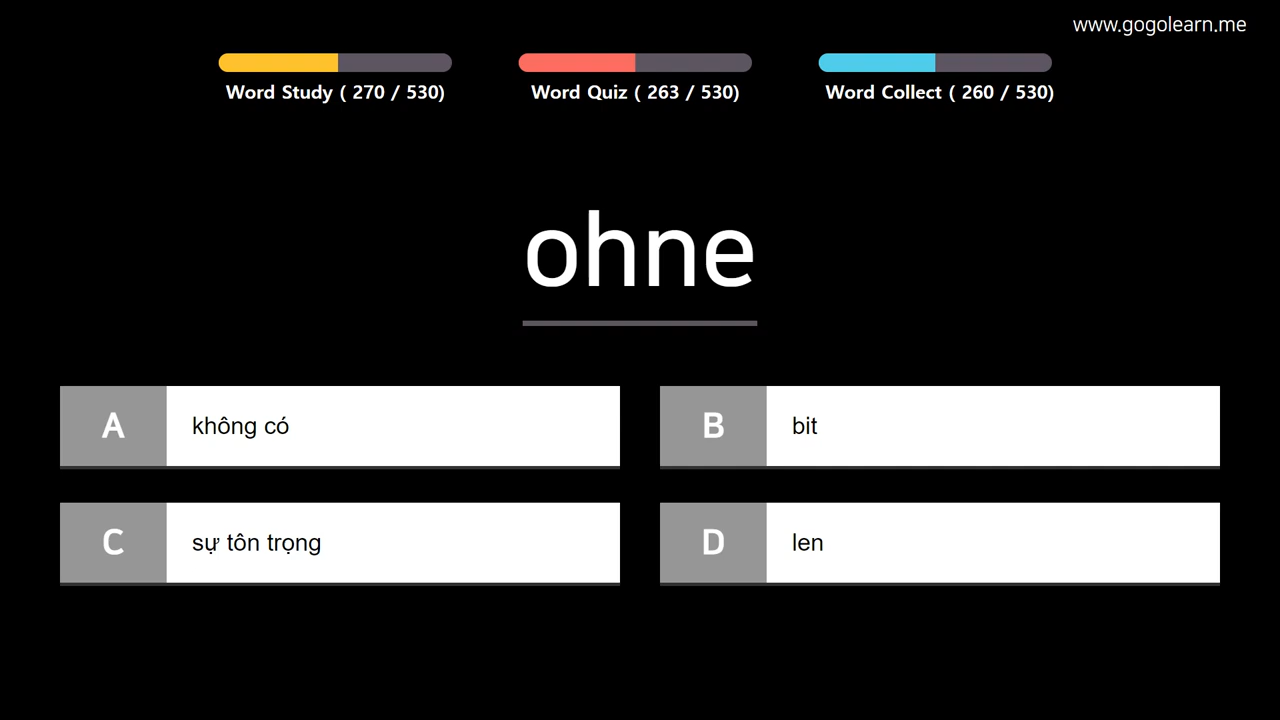 www.gogolearn.me
Word Study ( 270 / 530)
Word Quiz ( 263 / 530)
Word Collect ( 260 / 530)
ohne
A
không có
B
bit
C
sự tôn trọng
D
len